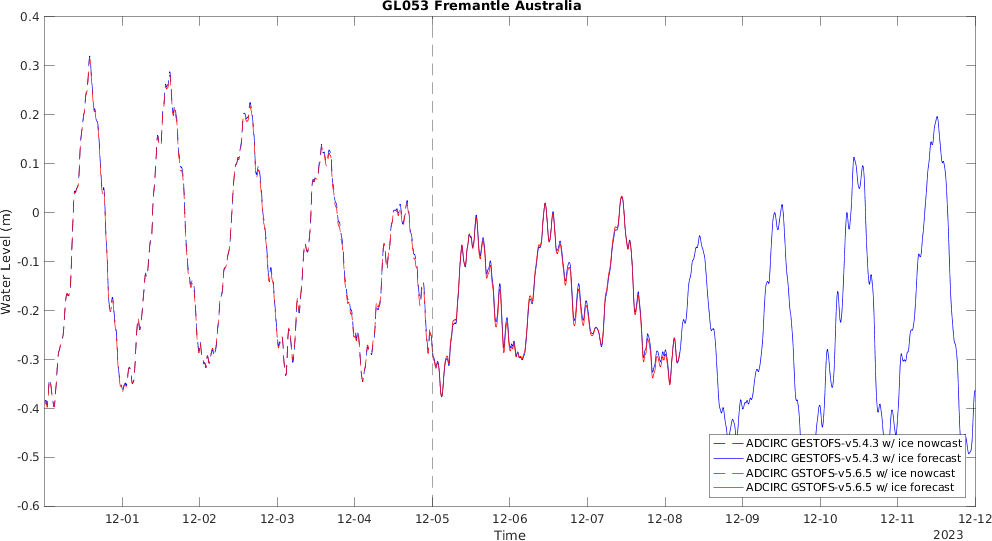 GL053 Fremantle Australia
0.4
0.3
0.2
0.1
0
-0.1
-0.2
-0.3
-0.4
-0.5
-0.6
Water Level (m)
ADCIRC GESTOFS-v5.4.3 w/ ice nowcast
ADCIRC GESTOFS-v5.4.3 w/ ice forecast
ADCIRC GSTOFS-v5.6.5 w/ ice nowcast
ADCIRC GSTOFS-v5.6.5 w/ ice forecast
12-01 12-02 12-03 12-04 12-05 12-06 12-07 12-08 12-09 12-10 12-11 12-12
Time
2023